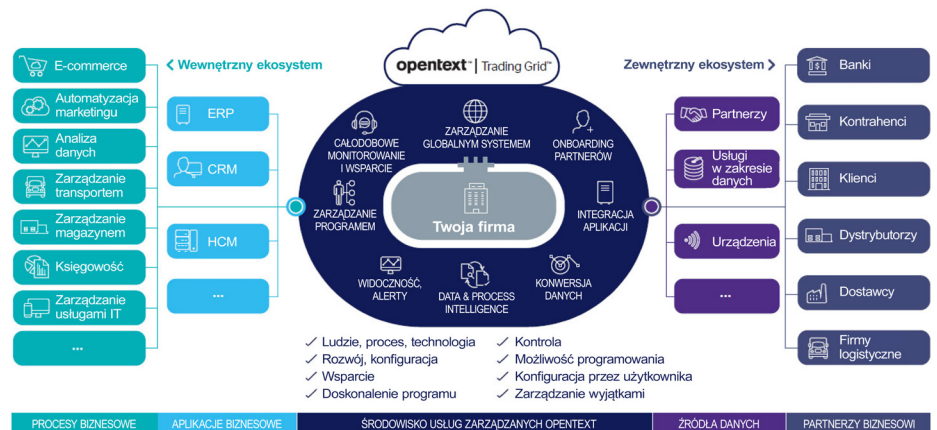 opentext™ | Trading Grid™
Wewnętrzny ekosystem
Zewnętrzny ekosystem
E-commerce
Automatyzacja
marketingu
Analiza
danych
Zarządzanie
transportem
Zarządzanie
magazynem
Księgowość
Zarządzanie
usługami IT
...
ERP
CRM
HCM
...
CAŁODOBOWE
MONITOROWANIE
I WSPARCIE
ZARZĄDZANIE
GLOBALNYM SYSTEMEM
ONBOARDING
PARTNERÓW
ZARZĄDZANIE
PROGRAMEM
Twoja firma
INTEGRACJA
APLIKACJI
WIDOCZNOŚĆ,
ALERTY
DATA & PROCESS
INTELLIGENCE
KONWERSJA
DANYCH
Partnerzy
Usługi
w zakresie
danych
Urządzenia
...
Banki
Kontrahenci
Klienci
Dystrybutorzy
Dostawcy
Firmy
logistyczne
Ludzie, proces, technologia
Rozwój, konfiguracja
Wsparcie
Doskonalenie programu
Kontrola
Możliwość programowania
Konfiguracja przez użytkownika
Zarządzanie wyjątkami
PROCESY BIZNESOWE
APLIKACJE BIZNESOWE
ŚRODOWISKO USŁUG ZARZĄDZANYCH OPENTEXT
ŹRÓDŁA DANYCH
PARTNERZY BIZNESOWI